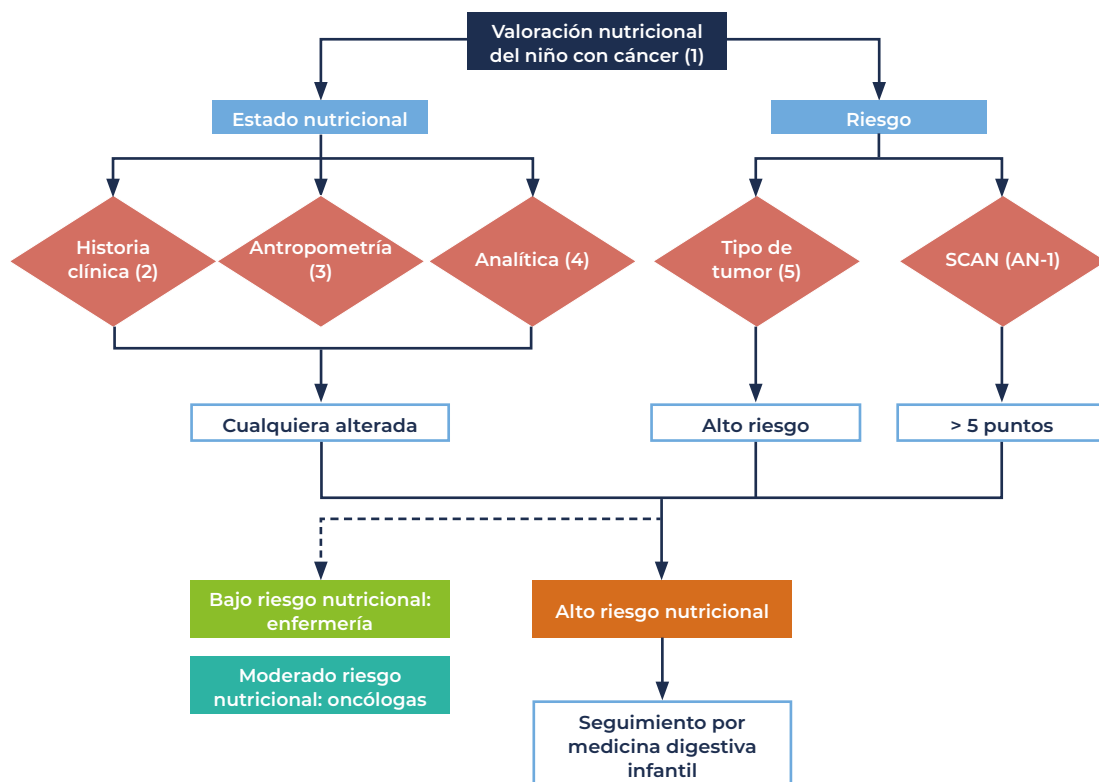 Valoración nutricional
del niño con cáncer (1)
Estado nutricional
Riesgo
Historia
clínica (2)
Antropometría
(3)
Analítica (4)
Tipo de
tumor (5)
SCAN (AN-1)
Cualquiera alterada
Alto riesgo
> 5 puntos
Bajo riesgo nutricional:
enfermería
Alto riesgo nutricional
Moderado riesgo
nutricional: oncólogas
Seguimiento por
medicina digestiva
infantil